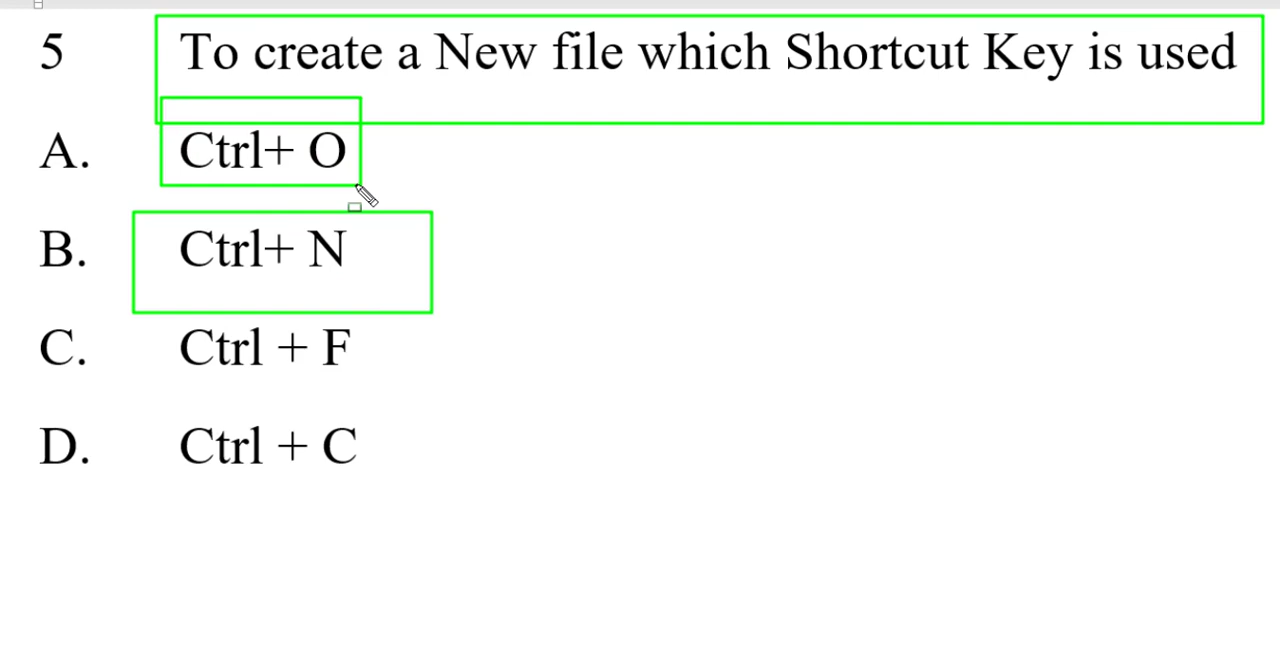 5 To create a New file which Shortcut Key is used
A. Ctrl+ O
B. Ctrl+ N
C. Ctrl + F
D. Ctrl + C